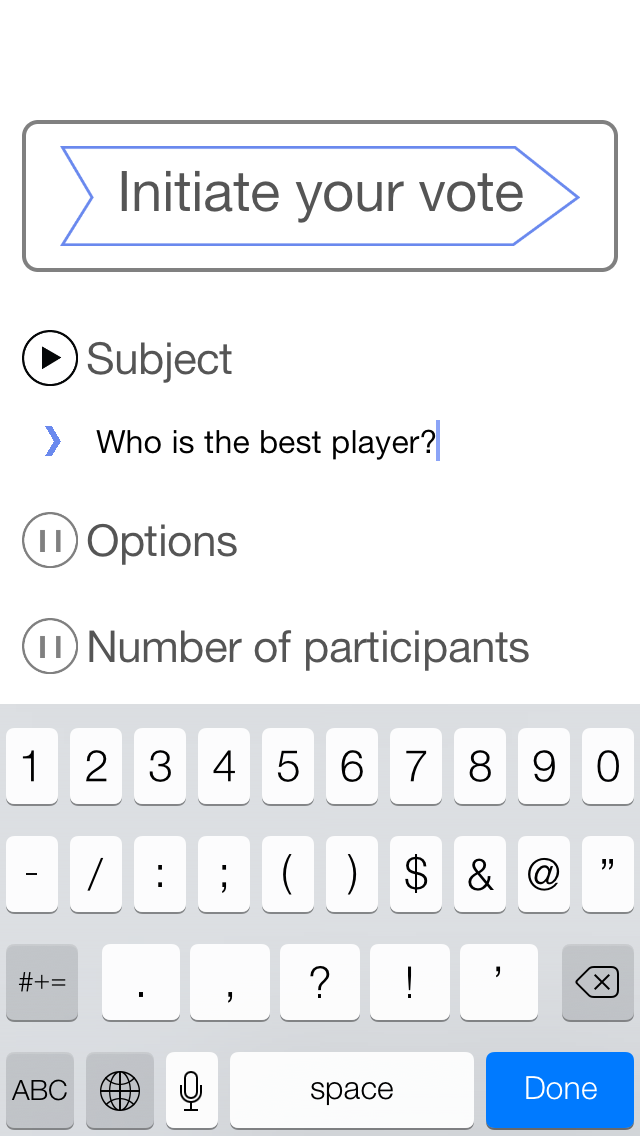 Initiate your vote
Subject
Who is the best player?
Options
Number of participants
1 2 3 4 5 6 7 8 9 0
- / : ; ( ) $ & @ ”
#+= . , ? ! ’
ABC space Done